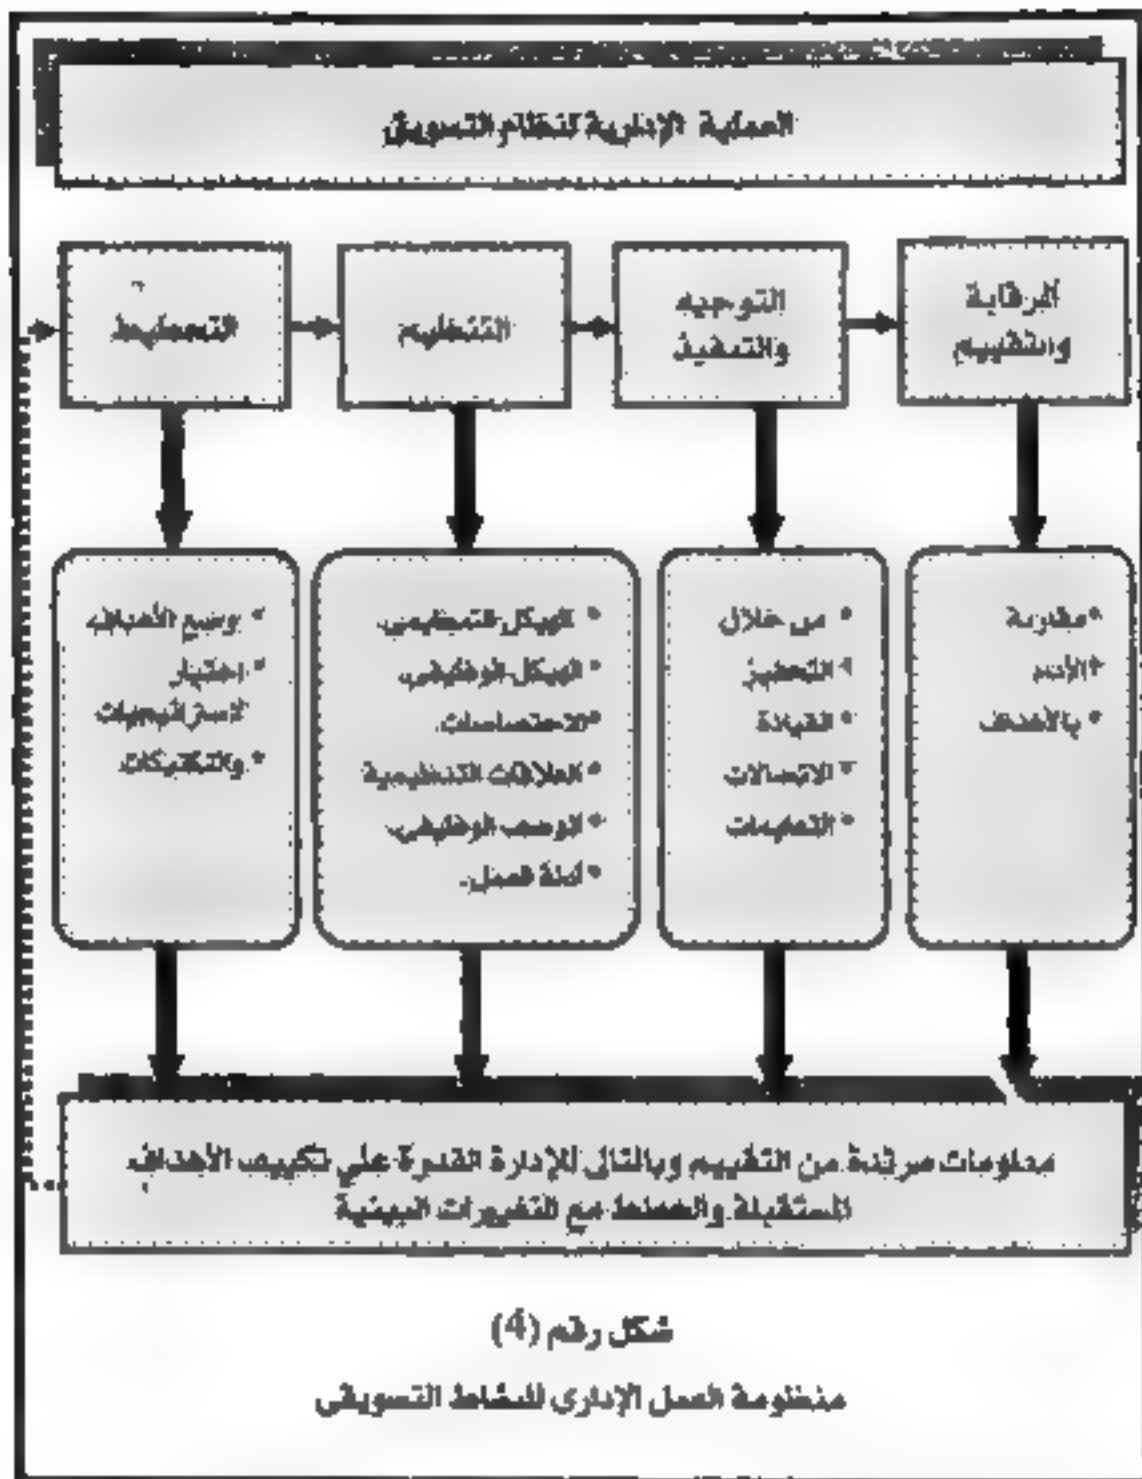 العملية الإدارية لنظام التسويق
التخطيط
التنظيم
التوجيه
والتنفيذ
الرقابة
والتقييم
• وضع الأهداف
• اختيار
الاستراتيجيات
• والتكتيكات
• الهيكل التنظيمي.
• الهيكل الوظيفي.
• الاختصاصات.
• العلاقات التنظيمية
• الوصف الوظيفي.
• أدلة العمل.
• من خلال
• التحفيز
• القيادة
• الاتصالات
• التعليمات
• مقارنة
• الأداء
• بالأهداف
معلومات مرتدة من التقييم وبالتالي للإدارة القدرة علي تكييف الأهداف
المستقبلة والخطط مع التغييرات البيئية
شكل رقم (4)
منظومة العمل الإداري للنشاط التسويقي